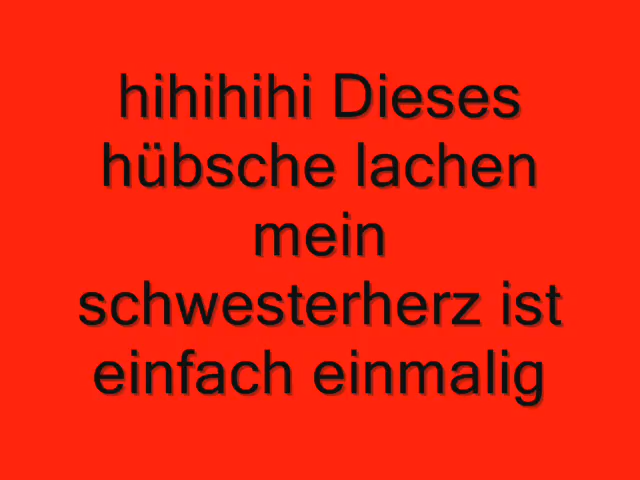 hihihihi Dieses
hübsche lachen
mein
schwesterherz ist
einfach einmalig